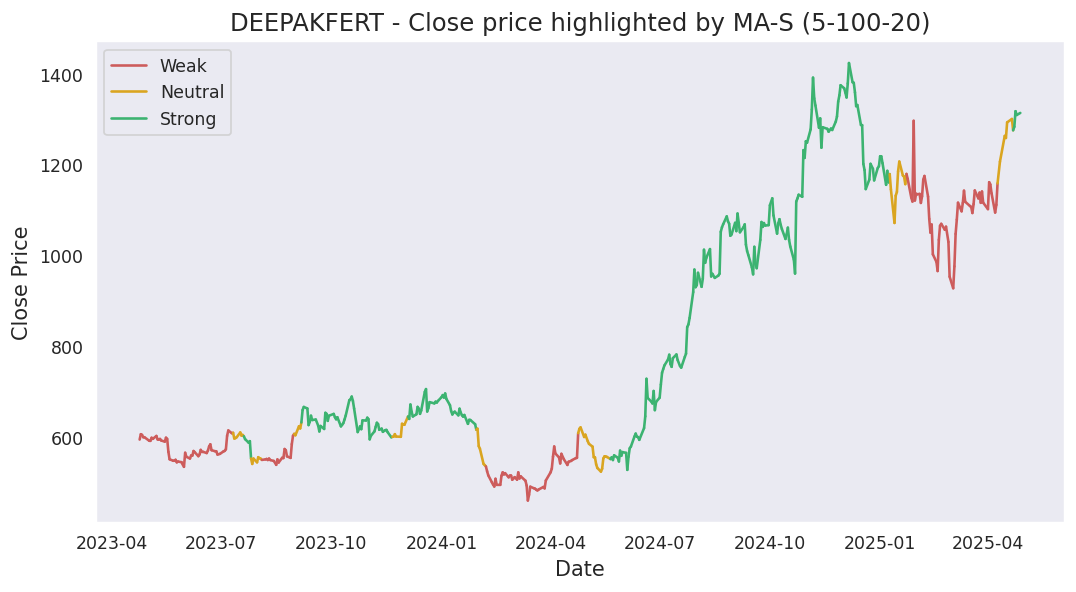 DEEPAKFERT - Close price highlighted by MA-S (5-100-20)
Weak
Neutral
Strong
1400
1200
1000
800
600
Close Price
2023-04 2023-07 2023-10 2024-01 2024-04 2024-07 2024-10 2025-01 2025-04
Date